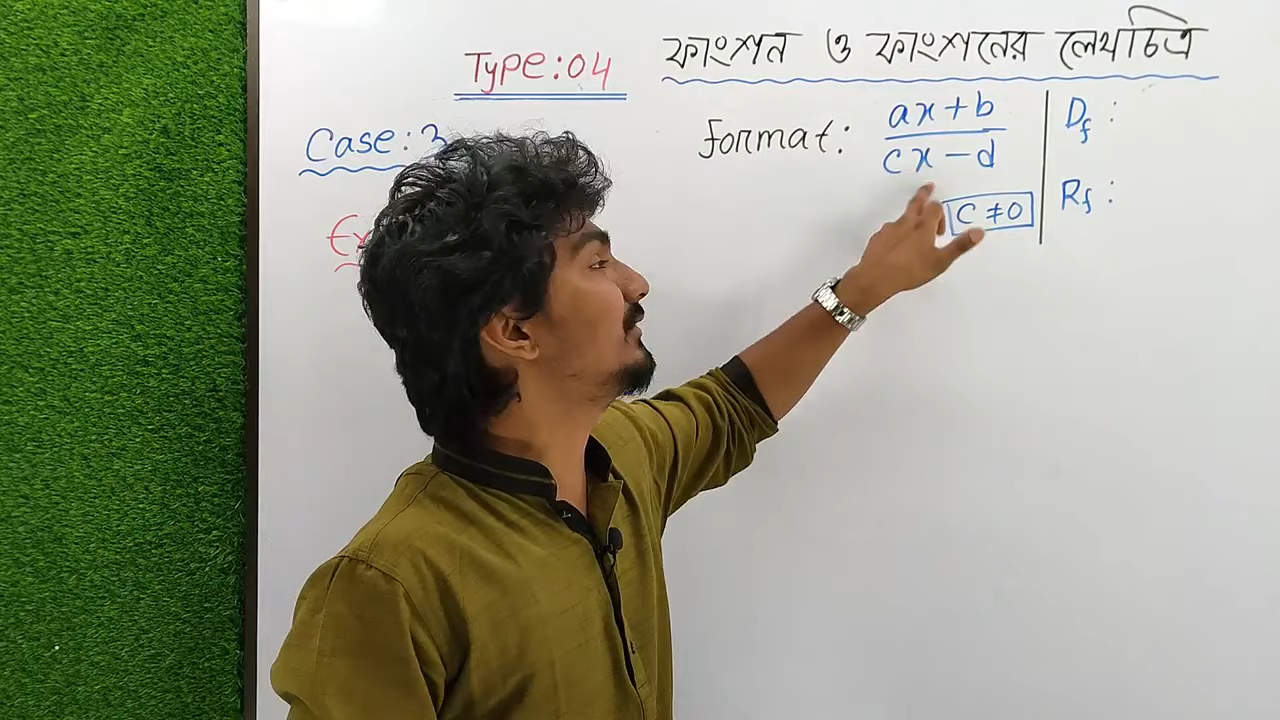 Type:04
ফাংশন ও ফাংশনের লেখচিত্র
Case:3
Format: ax+b / cx-d
c ≠ 0
D_f :
R_f :